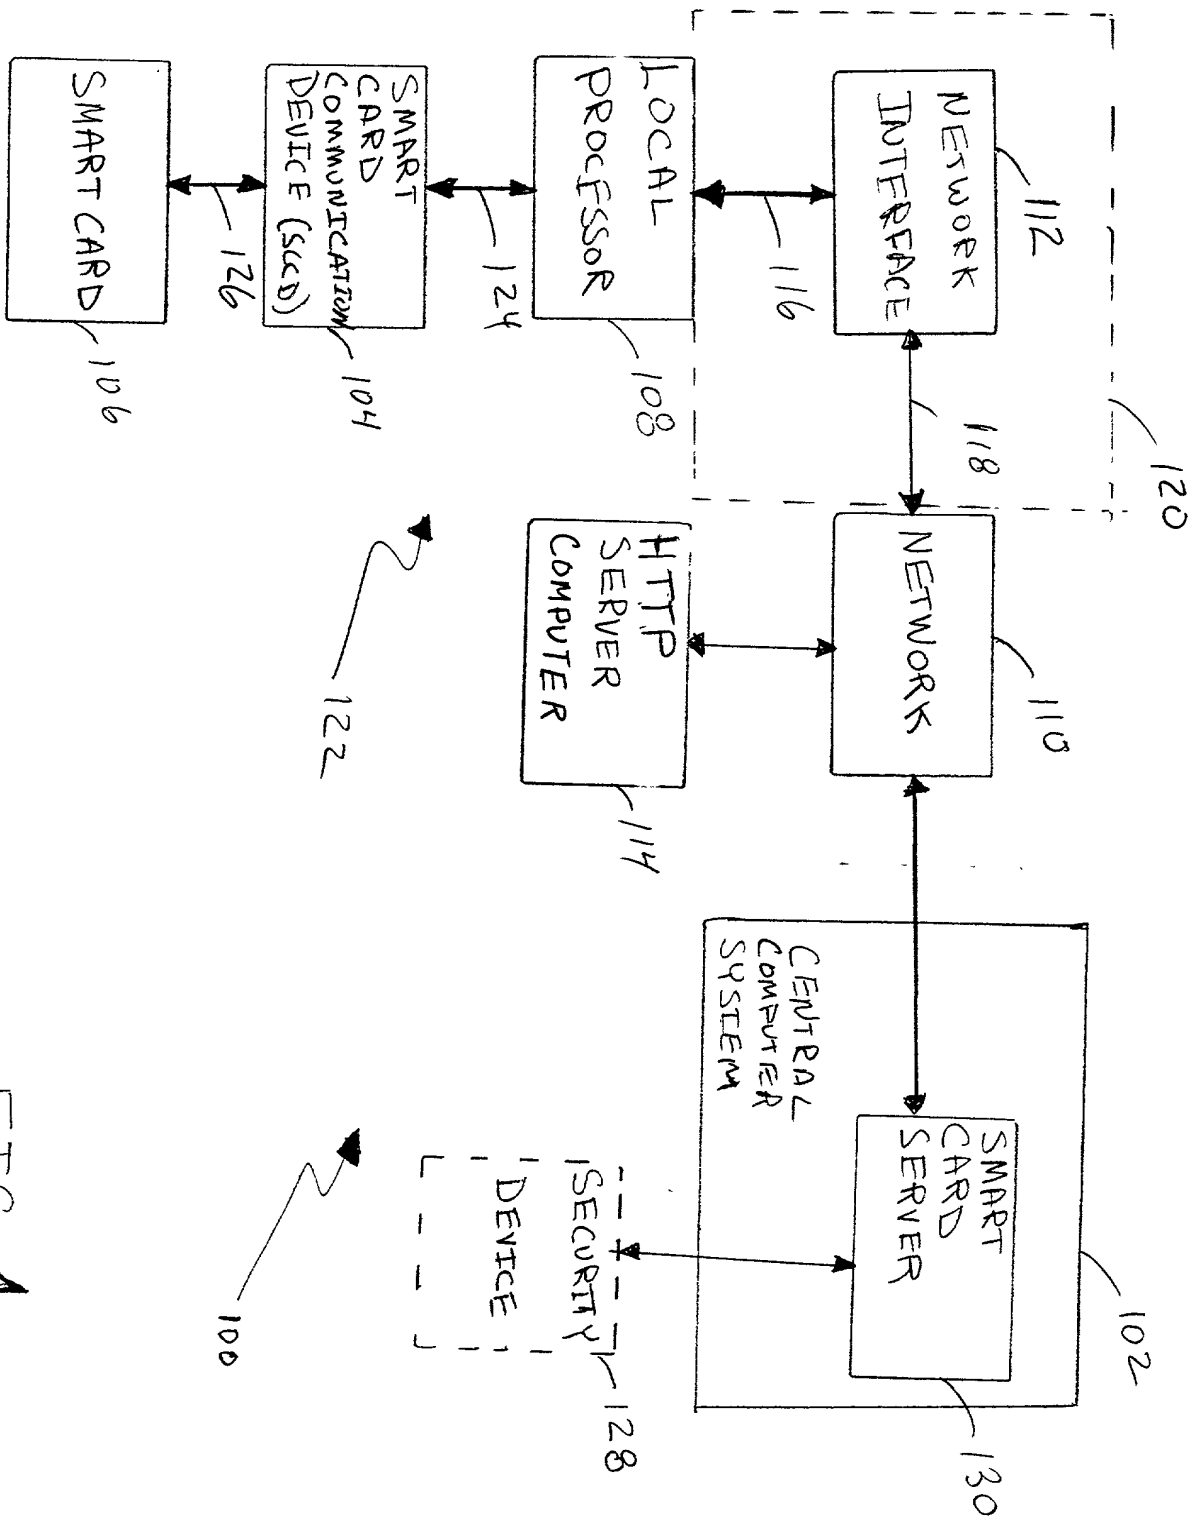 120
112
NETWORK
INTERFACE
118
116
LOCAL
PROCESSOR
108
124
SMART
CARD
COMMUNICATION
DEVICE (SCCD)
104
126
SMART CARD
106
110
NETWORK
HTTP
SERVER
COMPUTER
114
122
102
SMART
CARD
SERVER
130
CENTRAL
COMPUTER
SYSTEM
SECURITY
DEVICE
128
100